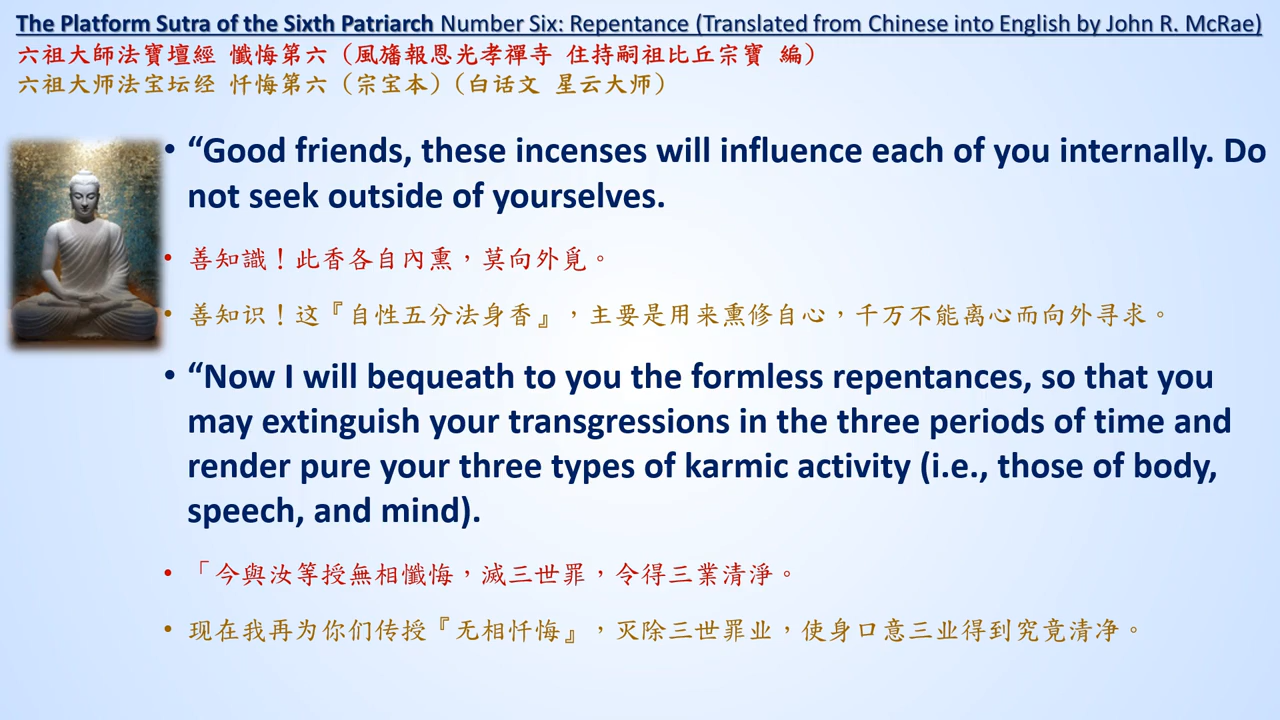 The Platform Sutra of the Sixth Patriarch Number Six: Repentance (Translated from Chinese into English by John R. McRae)
六祖大師法寶壇經 懺悔第六 (風旛報恩光孝禪寺 住持嗣祖比丘宗寶 編)
六祖大师法宝坛经 忏悔第六 (宗宝本) (白话文 星云大师)
• “Good friends, these incenses will influence each of you internally. Do
not seek outside of yourselves.
• 善知識！此香各自內熏，莫向外覓。
• 善知识！这『自性五分法身香』，主要是用来熏修自心，千万不能离心而向外寻求。
• “Now I will bequeath to you the formless repentances, so that you
may extinguish your transgressions in the three periods of time and
render pure your three types of karmic activity (i.e., those of body,
speech, and mind).
• 「今與汝等授無相懺悔，滅三世罪，令得三業清淨。
• 现在我再为你们传授『无相忏悔』，灭除三世罪业，使身口意三业得到究竟清净。